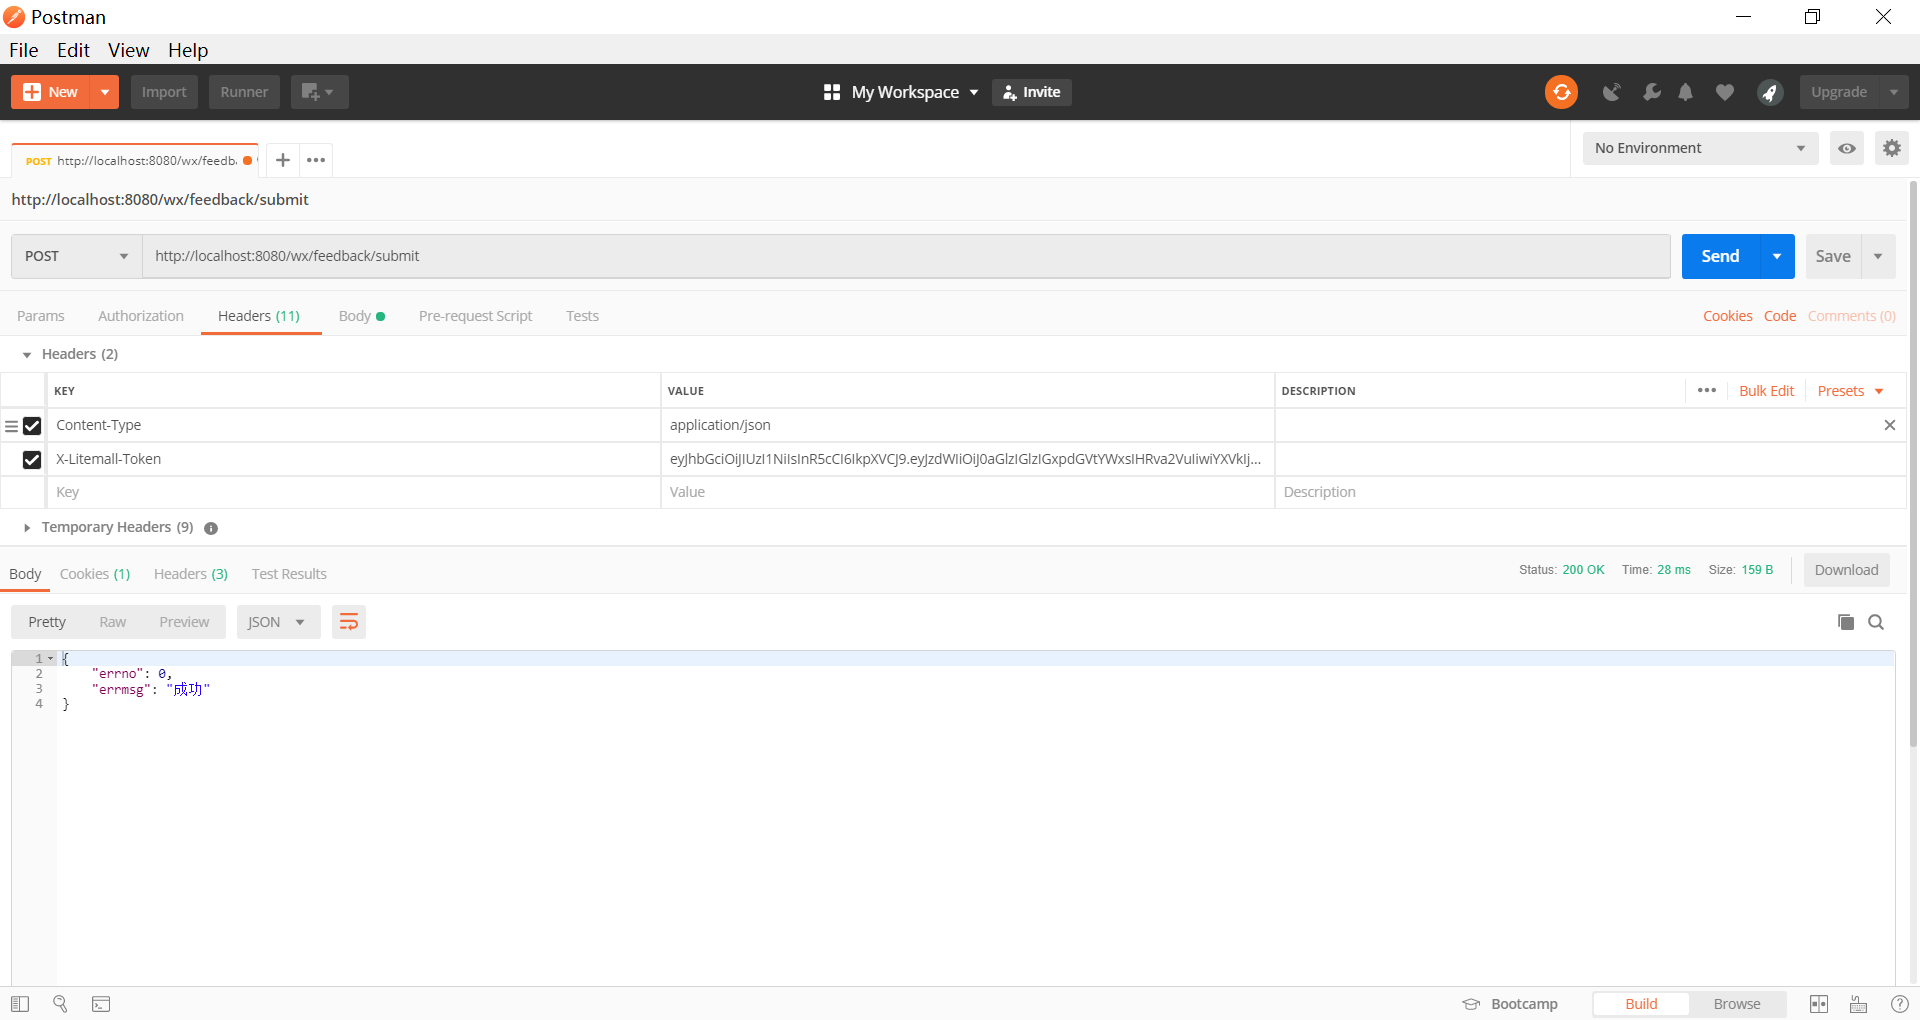 Postman
File Edit View Help
New Import Runner My Workspace Invite Upgrade
POST http://localhost:8080/wx/feedb. No Environment
http://localhost:8080/wx/feedback/submit
POST http://localhost:8080/wx/feedback/submit Send Save
Params Authorization Headers (11) Body Pre-request Script Tests Cookies Code Comments (0)
Headers (2)
KEY VALUE DESCRIPTION ••• Bulk Edit Presets
Content-Type application/json
X-Litemall-Token eyJhbGciOiJIUzI1NiIsInR5cCI6IkpXVCJ9.eyJzdWIiOiJ0aGlzIGlzIGxpdGVtYWxsIHRva2VuIiwiYXVkIj...
Key Value Description
Temporary Headers (9)
Body Cookies (1) Headers (3) Test Results Status: 200 OK Time: 28 ms Size: 159 B Download
Pretty Raw Preview JSON
1 {
2 "errno": 0,
3 "errmsg": "成功"
4 }
Bootcamp Build Browse